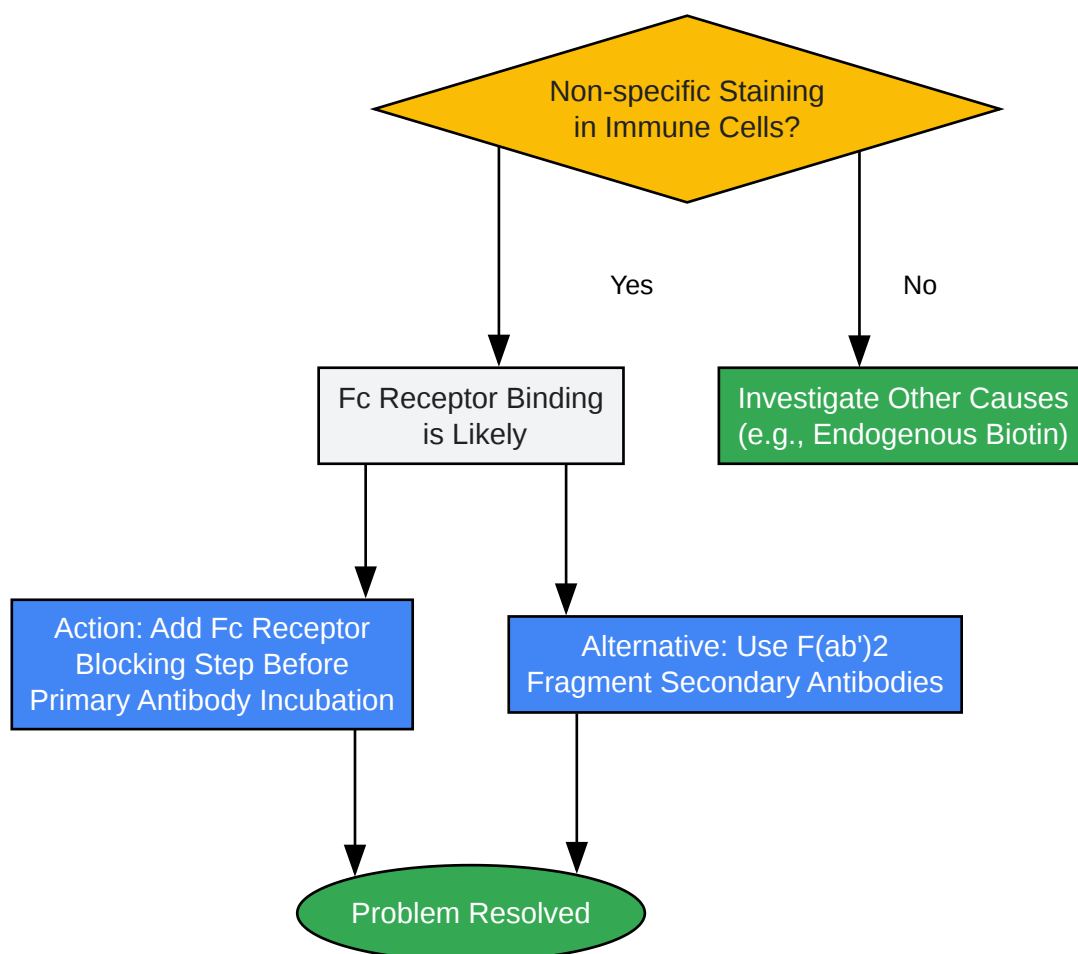 Non-specific Staining
in Immune Cells?
Yes
No
Fc Receptor Binding
is Likely
Investigate Other Causes
(e.g., Endogenous Biotin)
Action: Add Fc Receptor
Blocking Step Before
Primary Antibody Incubation
Alternative: Use F(ab')2
Fragment Secondary Antibodies
Problem Resolved